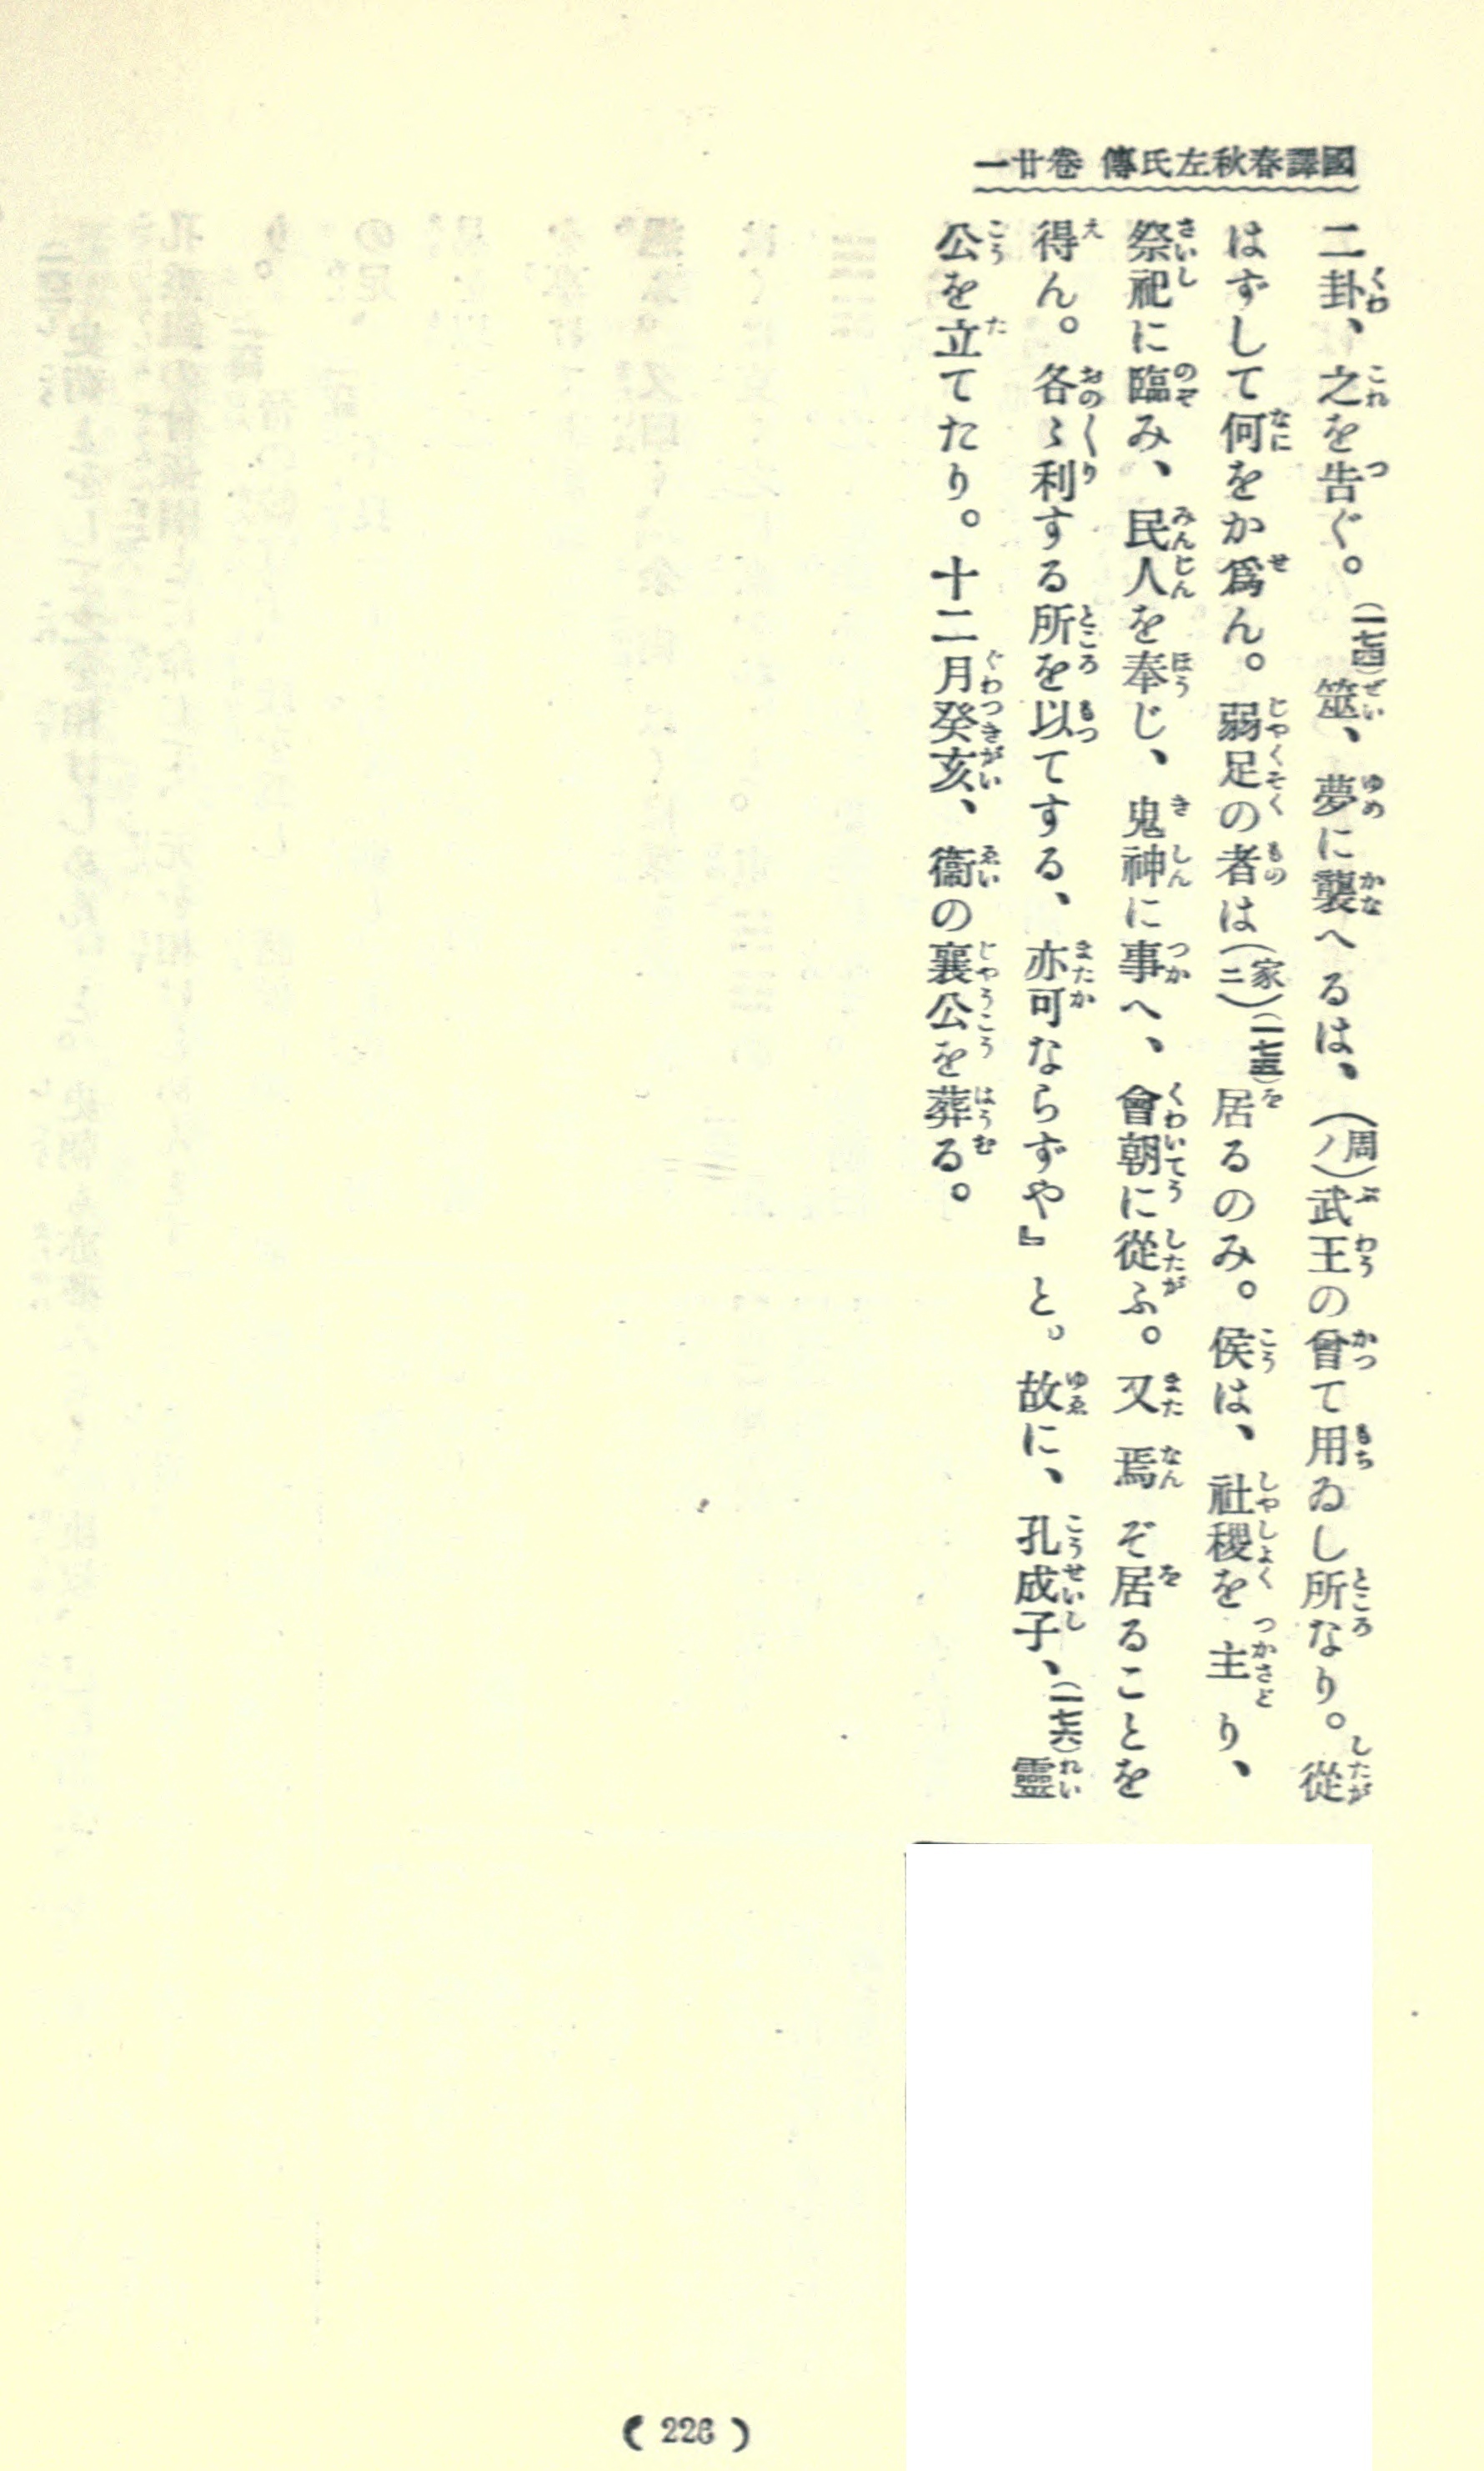 國譯春秋左氏傳 卷廿一
二卦、之を吿ぐ。(一七四)筮、夢に襲へるは、(周ノ)武王の曾て用ゐし所なり。從
はずして何をか爲ん。弱足の者は(家ニ)(一七五)居るのみ。侯は、社稷を主り、
祭祀に臨み、民人を奉じ、鬼神に事へ、會朝に從ふ。又焉ぞ居ることを
得ん。各〻利する所を以てする、亦可ならずや』と。故に、孔成子、(一七六)靈
公を立てたり。十二月癸亥、衞の襄公を葬る。
( 226 )